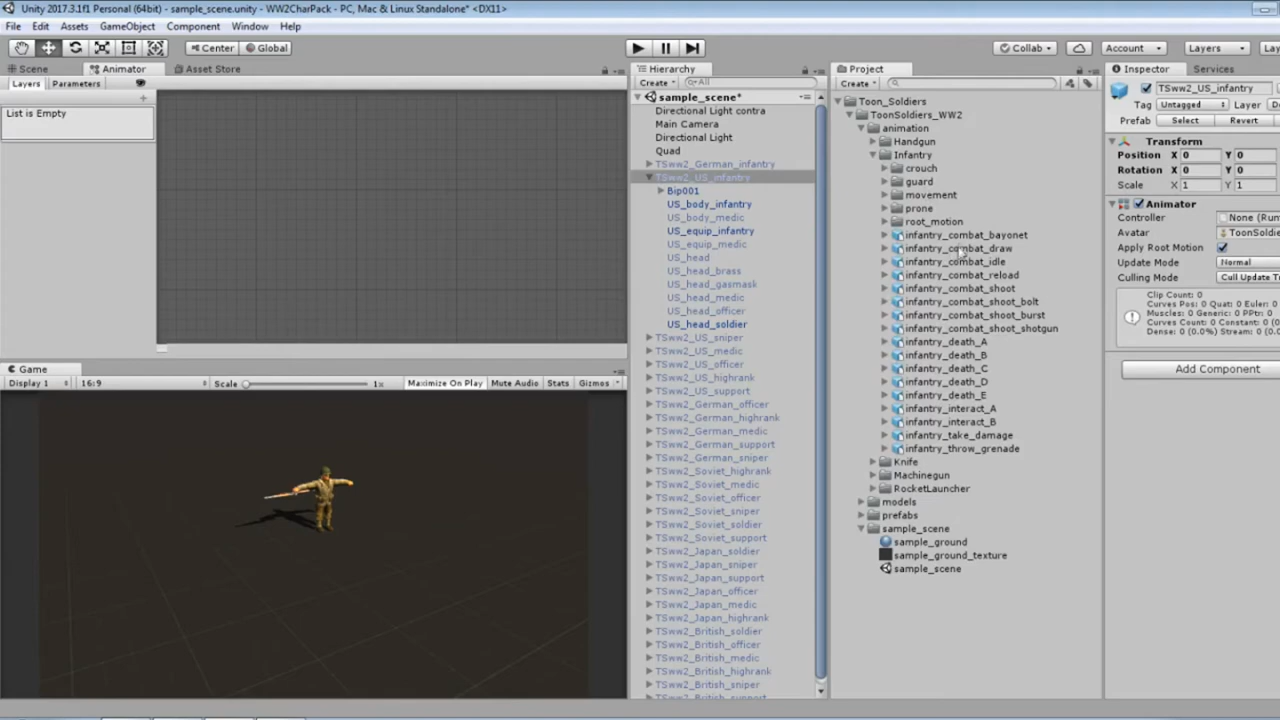 Unity 2017.3.1f1 Personal (64bit) - sample_scene.unity - WW2CharPack - PC, Mac & Linux Standalone* <DX11>
File Edit Assets GameObject Component Window Help
Center Global Collab Account Layers
Scene Animator Asset Store
Layers Parameters
List is Empty
Game
Display 1 16:9 Scale 1x Maximize On Play Mute Audio Stats Gizmos
Hierarchy
Create All
sample_scene*
Directional Light contra
Main Camera
Directional Light
Quad
TSww2_German_infantry
TSww2_US_infantry
Bip001
US_body_infantry
US_body_medic
US_equip_infantry
US_equip_medic
US_head
US_head_brass
US_head_gasmask
US_head_medic
US_head_officer
US_head_soldier
TSww2_US_sniper
TSww2_US_medic
TSww2_US_officer
TSww2_US_highrank
TSww2_US_support
TSww2_German_officer
TSww2_German_highrank
TSww2_German_medic
TSww2_German_support
TSww2_German_sniper
TSww2_Soviet_highrank
TSww2_Soviet_medic
TSww2_Soviet_officer
TSww2_Soviet_sniper
TSww2_Soviet_soldier
TSww2_Soviet_support
TSww2_Japan_soldier
TSww2_Japan_sniper
TSww2_Japan_support
TSww2_Japan_officer
TSww2_Japan_medic
TSww2_Japan_highrank
TSww2_British_soldier
TSww2_British_officer
TSww2_British_medic
TSww2_British_highrank
TSww2_British_sniper
TSww2_British_support
Project
Create
Toon_Soldiers
ToonSoldiers_WW2
animation
Handgun
Infantry
crouch
guard
movement
prone
root_motion
infantry_combat_bayonet
infantry_combat_draw
infantry_combat_idle
infantry_combat_reload
infantry_combat_shoot
infantry_combat_shoot_bolt
infantry_combat_shoot_burst
infantry_combat_shoot_shotgun
infantry_death_A
infantry_death_B
infantry_death_C
infantry_death_D
infantry_death_E
infantry_interact_A
infantry_interact_B
infantry_take_damage
infantry_throw_grenade
Knife
Machinegun
RocketLauncher
models
prefabs
sample_scene
sample_ground
sample_ground_texture
sample_scene
Inspector Services
TSww2_US_infantry
Tag Untagged Layer
Prefab Select Revert
Transform
Position X 0 Y 0
Rotation X 0 Y 0
Scale X 1 Y 1
Animator
Controller None (Run
Avatar ToonSoldie
Apply Root Motion
Update Mode Normal
Culling Mode Cull Update T
Clip Count: 0
Curves Pos: 0 Quat: 0 Euler: 0
Muscles: 0 Generic: 0 PPtr: 0
Curves Count: 0 Constant: 0 (0
Dense: 0 (0.0%) Stream: 0 (0.0
Add Component